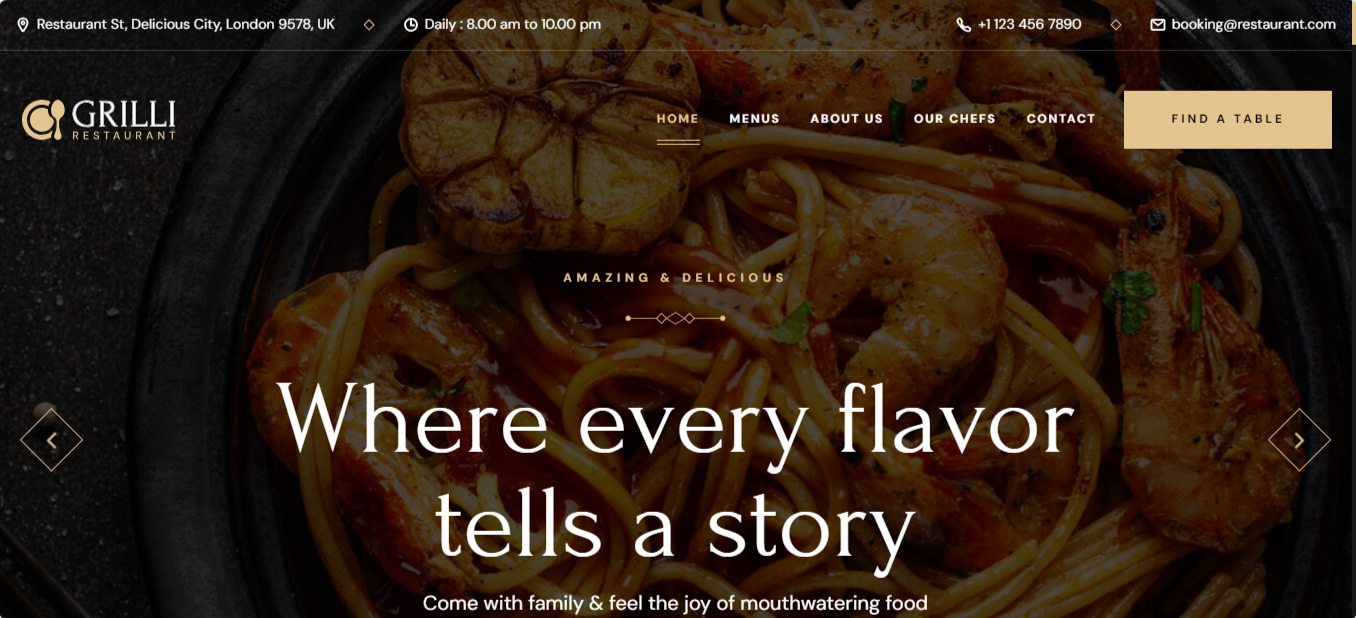 Restaurant St, Delicious City, London 9578, UK
Daily : 8.00 am to 10.00 pm
+1 123 456 7890
booking@restaurant.com
GRILLI
RESTAURANT
HOME
MENUS
ABOUT US
OUR CHEFS
CONTACT
FIND A TABLE
AMAZING & DELICIOUS
Where every flavor
tells a story
Come with family & feel the joy of mouthwatering food